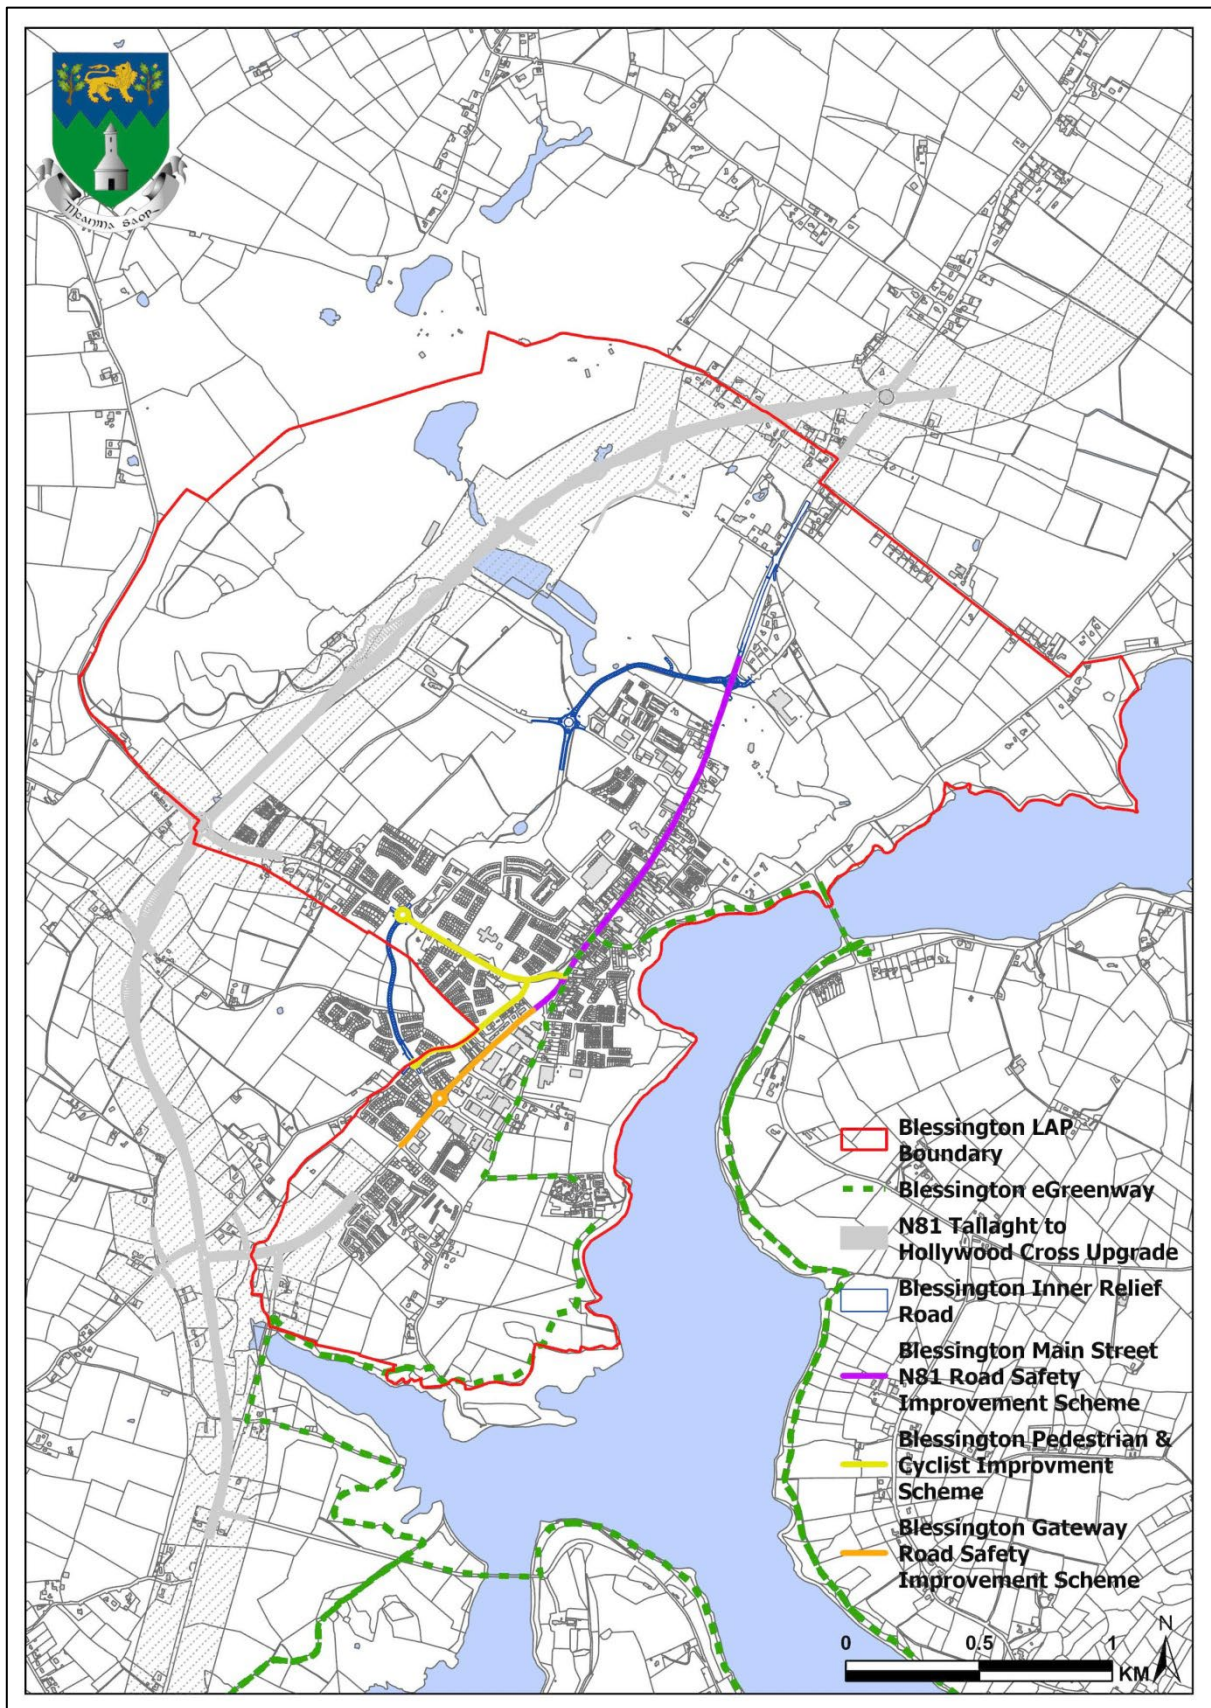 Meanma Saor
Blessington LAP
Boundary
Blessington eGreenway
N81 Tallaght to
Hollywood Cross Upgrade
Blessington Inner Relief
Road
Blessington Main Street
N81 Road Safety
Improvement Scheme
Blessington Pedestrian &
Cyclist Improvment
Scheme
Blessington Gateway
Road Safety
Improvement Scheme
N
0 0.5 1
KM